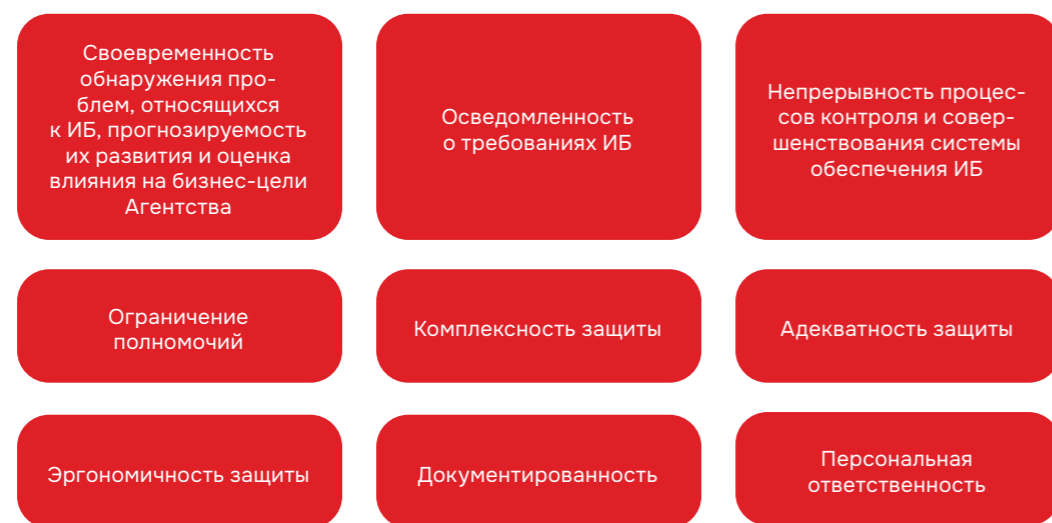 Своевременность
обнаружения про-
блем, относящихся
к ИБ, прогнозируемость
их развития и оценка
влияния на бизнес-цели
Агентства
Осведомленность
о требованиях ИБ
Непрерывность процес-
сов контроля и совер-
шенствования системы
обеспечения ИБ
Ограничение
полномочий
Комплексность защиты
Адекватность защиты
Эргономичность защиты
Документированность
Персональная
ответственность